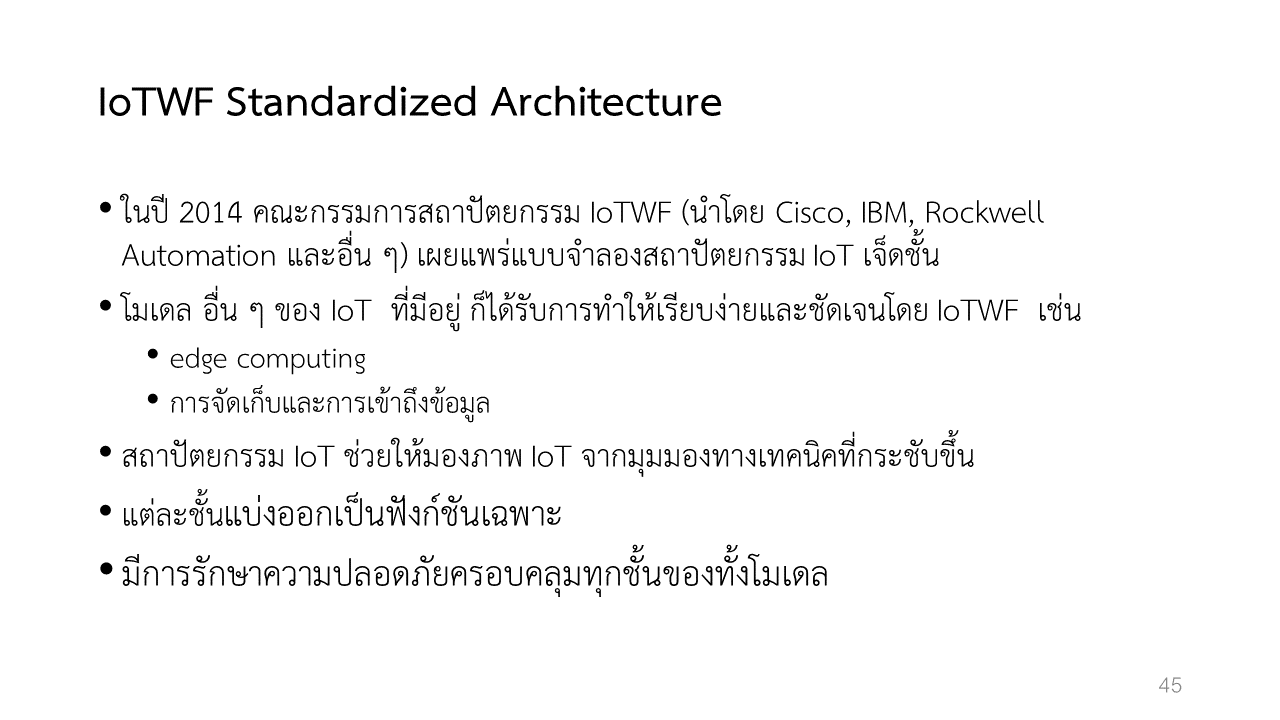 IoTWF Standardized Architecture
• ในปี 2014 คณะกรรมการสถาปัตยกรรม IoTWF (นำโดย Cisco, IBM, Rockwell
Automation และอื่น ๆ) เผยแพร่แบบจำลองสถาปัตยกรรม IoT เจ็ดชั้น
• โมเดล อื่น ๆ ของ IoT ที่มีอยู่ ก็ได้รับการทำให้เรียบง่ายและชัดเจนโดย IoTWF เช่น
• edge computing
• การจัดเก็บและการเข้าถึงข้อมูล
• สถาปัตยกรรม IoT ช่วยให้มองภาพ IoT จากมุมมองทางเทคนิคที่กระชับขึ้น
• แต่ละชั้นแบ่งออกเป็นฟังก์ชันเฉพาะ
• มีการรักษาความปลอดภัยครอบคลุมทุกชั้นของทั้งโมเดล
45